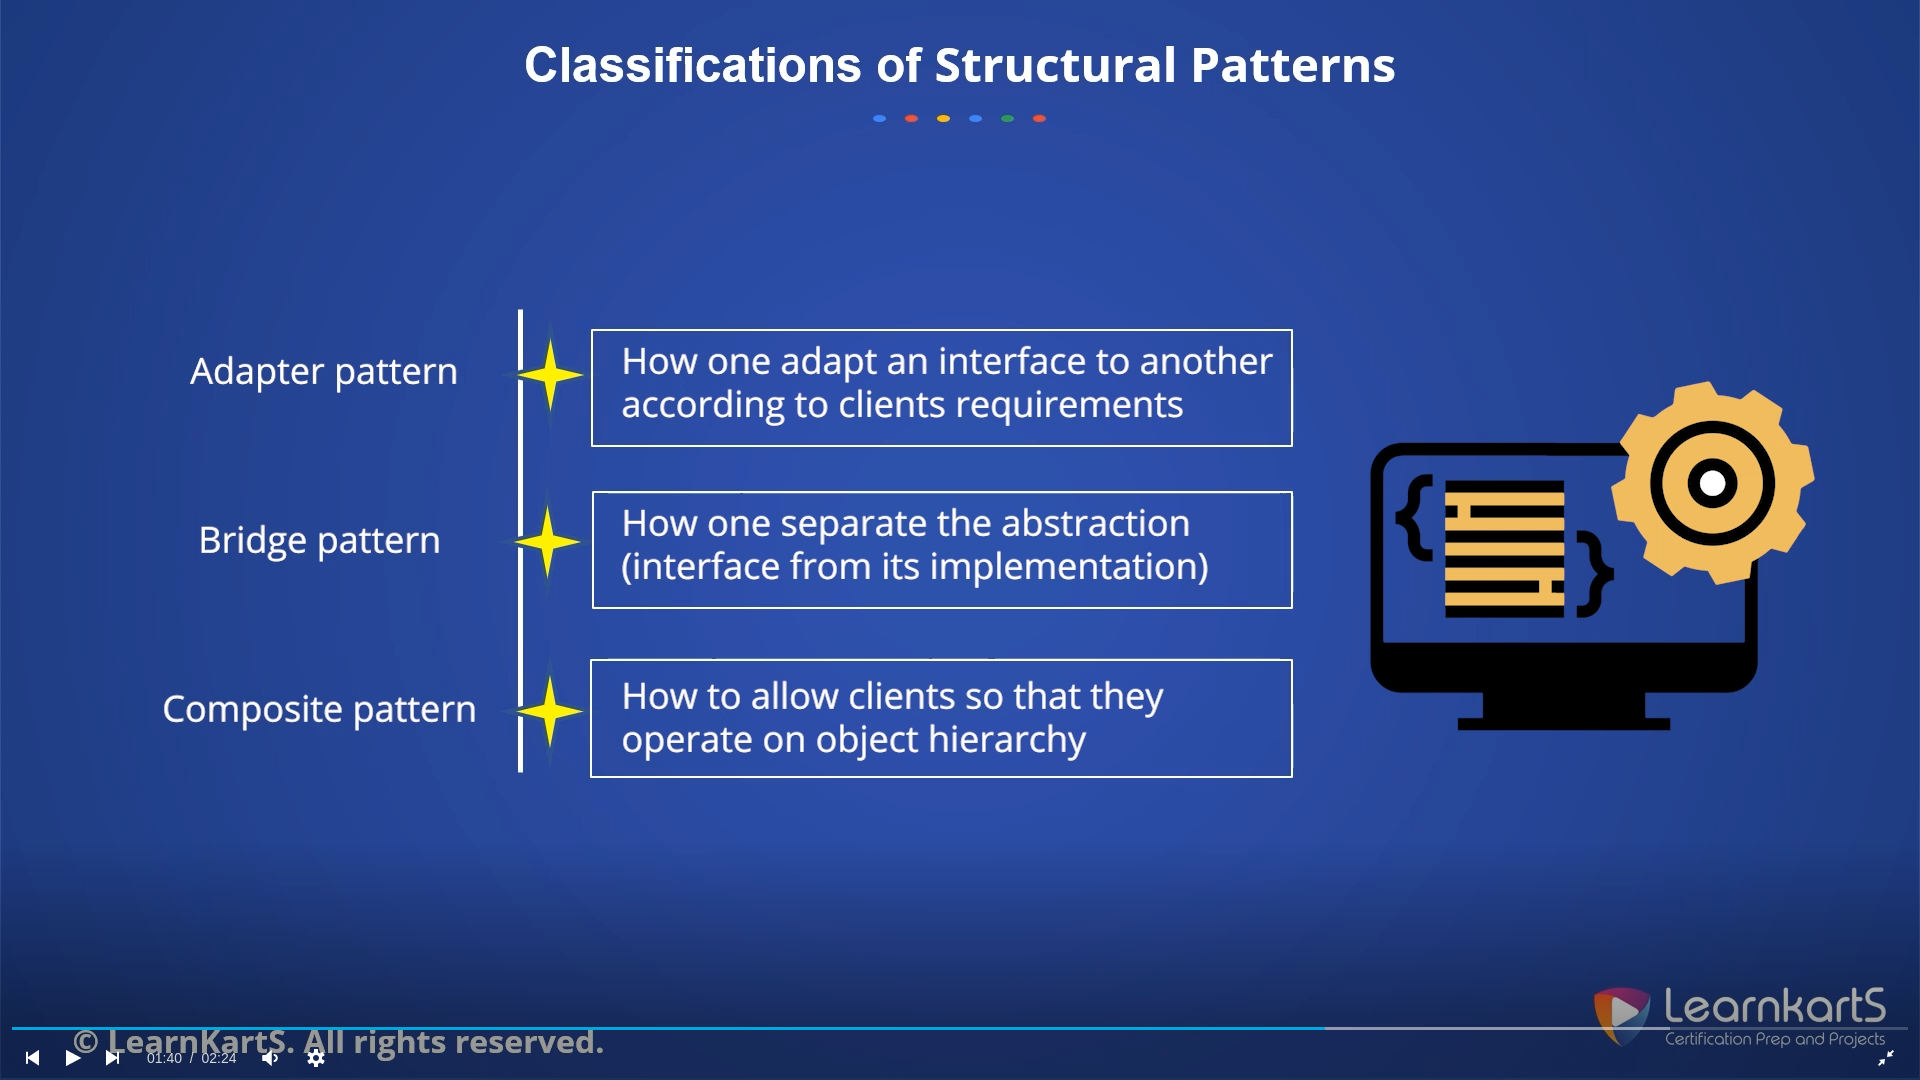 Classifications of Structural Patterns
Adapter pattern
How one adapt an interface to another
according to clients requirements
Bridge pattern
How one separate the abstraction
(interface from its implementation)
Composite pattern
How to allow clients so that they
operate on object hierarchy
LearnkartS
Certification Prep and Projects
© LearnKartS. All rights reserved.
01:40 / 02:24